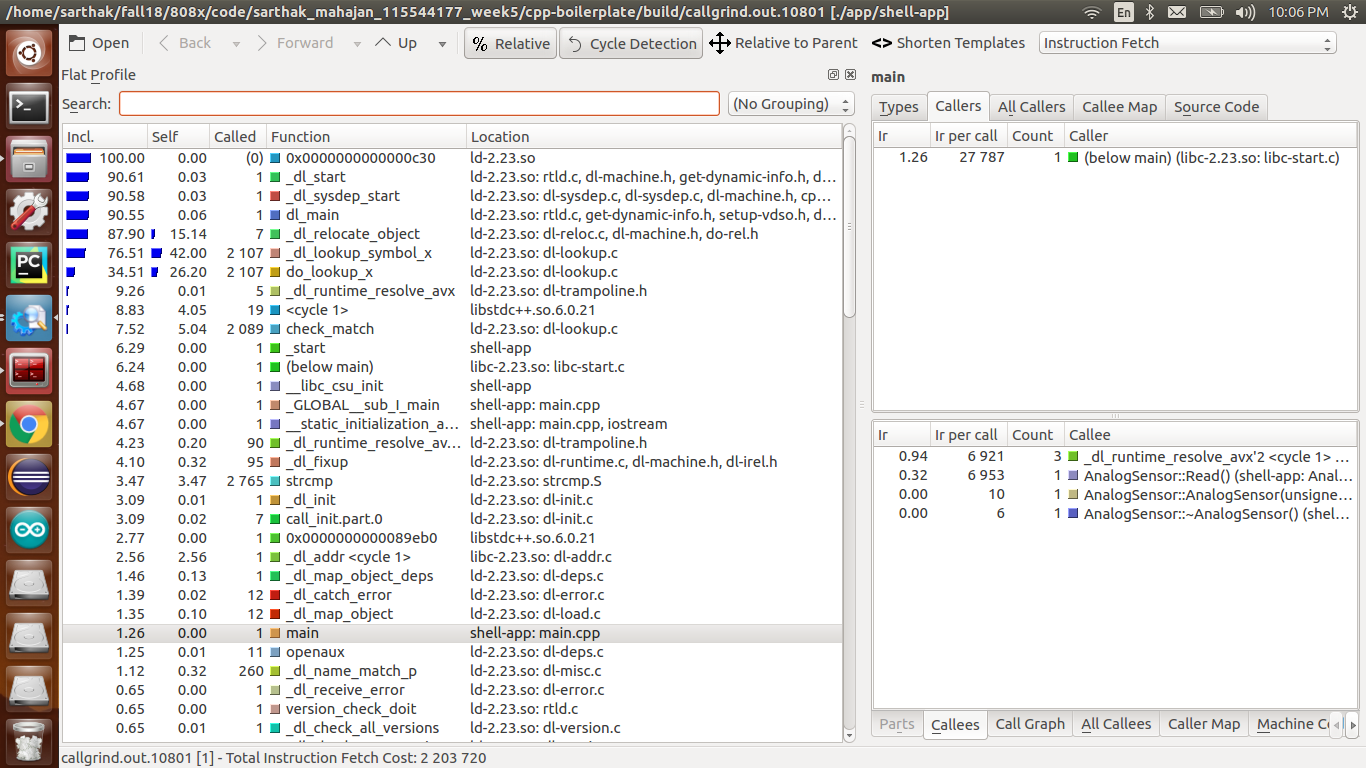 /home/sarthak/fall18/808x/code/sarthak_mahajan_115544177_week5/cpp-boilerplate/build/callgrind.out.10801 [./app/shell-app] En 10:06 PM
Open Back Forward Up % Relative Cycle Detection Relative to Parent <> Shorten Templates Instruction Fetch
Flat Profile
Search: (No Grouping)
Incl. Self Called Function Location
100.00 0.00 (0) 0x0000000000000c30 ld-2.23.so
90.61 0.03 1 _dl_start ld-2.23.so: rtld.c, dl-machine.h, get-dynamic-info.h, d...
90.58 0.03 1 _dl_sysdep_start ld-2.23.so: dl-sysdep.c, dl-sysdep.c, dl-machine.h, cp...
90.55 0.06 1 dl_main ld-2.23.so: rtld.c, get-dynamic-info.h, setup-vdso.h, d...
87.90 15.14 7 _dl_relocate_object ld-2.23.so: dl-reloc.c, dl-machine.h, do-rel.h
76.51 42.00 2 107 _dl_lookup_symbol_x ld-2.23.so: dl-lookup.c
34.51 26.20 2 107 do_lookup_x ld-2.23.so: dl-lookup.c
9.26 0.01 5 _dl_runtime_resolve_avx ld-2.23.so: dl-trampoline.h
8.83 4.05 19 <cycle 1> libstdc++.so.6.0.21
7.52 5.04 2 089 check_match ld-2.23.so: dl-lookup.c
6.29 0.00 1 _start shell-app
6.24 0.00 1 (below main) libc-2.23.so: libc-start.c
4.68 0.00 1 __libc_csu_init shell-app
4.67 0.00 1 _GLOBAL__sub_I_main shell-app: main.cpp
4.67 0.00 1 __static_initialization_a... shell-app: main.cpp, iostream
4.23 0.20 90 _dl_runtime_resolve_av... ld-2.23.so: dl-trampoline.h
4.10 0.32 95 _dl_fixup ld-2.23.so: dl-runtime.c, dl-machine.h, dl-irel.h
3.47 3.47 2 765 strcmp ld-2.23.so: strcmp.S
3.09 0.01 1 _dl_init ld-2.23.so: dl-init.c
3.09 0.02 7 call_init.part.0 ld-2.23.so: dl-init.c
2.77 0.00 1 0x0000000000089eb0 libstdc++.so.6.0.21
2.56 2.56 1 _dl_addr <cycle 1> libc-2.23.so: dl-addr.c
1.46 0.13 1 _dl_map_object_deps ld-2.23.so: dl-deps.c
1.39 0.02 12 _dl_catch_error ld-2.23.so: dl-error.c
1.35 0.10 12 _dl_map_object ld-2.23.so: dl-load.c
1.26 0.00 1 main shell-app: main.cpp
1.25 0.01 11 openaux ld-2.23.so: dl-deps.c
1.12 0.32 260 _dl_name_match_p ld-2.23.so: dl-misc.c
0.65 0.00 1 _dl_receive_error ld-2.23.so: dl-error.c
0.65 0.00 1 version_check_doit ld-2.23.so: rtld.c
0.65 0.01 1 _dl_check_all_versions ld-2.23.so: dl-version.c
main
Types Callers All Callers Callee Map Source Code
Ir Ir per call Count Caller
1.26 27 787 1 (below main) (libc-2.23.so: libc-start.c)
Ir Ir per call Count Callee
0.94 6 921 3 _dl_runtime_resolve_avx'2 <cycle 1> ...
0.32 6 953 1 AnalogSensor::Read() (shell-app: Anal...
0.00 10 1 AnalogSensor::AnalogSensor(unsigne...
0.00 6 1 AnalogSensor::~AnalogSensor() (shel...
Parts Callees Call Graph All Callees Caller Map Machine Co
callgrind.out.10801 [1] - Total Instruction Fetch Cost: 2 203 720
PC